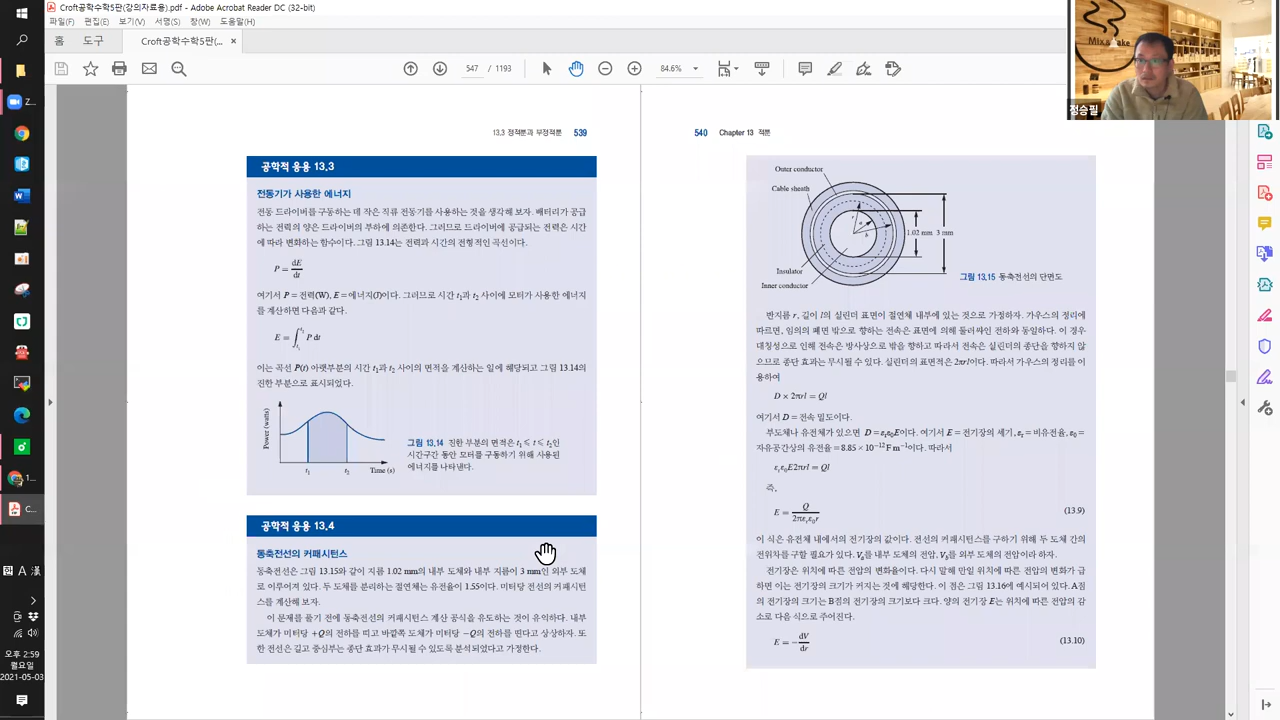 Croft공학수학5판(강의자료용).pdf - Adobe Acrobat Reader DC (32-bit)
파일(F) 편집(E) 보기(V) 서명(S) 창(W) 도움말(H)
홈 도구 Croft공학수학5판(... ×
547 / 1193 84.6%
Mix & Bake
정승필
Z...
1...
C...
A 漢
오후 2:59
월요일
2021-05-03
13.3 정적분과 부정적분 539
공학적 응용 13.3
전동기가 사용한 에너지
전동 드라이버를 구동하는 데 작은 직류 전동기를 사용하는 것을 생각해 보자. 배터리가 공급
하는 전력의 양은 드라이버의 부하에 의존한다. 그러므로 드라이버에 공급되는 전력은 시간
에 따라 변화하는 함수이다. 그림 13.14는 전력과 시간의 전형적인 곡선이다.
P = dE/dt
여기서 P = 전력(W), E = 에너지(J)이다. 그러므로 시간 t₁과 t₂ 사이에 모터가 사용한 에너지
를 계산하면 다음과 같다.
E = ∫ P dt
이는 곡선 P(t) 아랫부분의 시간 t₁과 t₂ 사이의 면적을 계산하는 일에 해당되고 그림 13.14의
진한 부분으로 표시되었다.
Power (watts)
t₁ t₂ Time (s)
그림 13.14 진한 부분의 면적은 t₁ ≤ t ≤ t₂인
시간구간 동안 모터를 구동하기 위해 사용된
에너지를 나타낸다.
공학적 응용 13.4
동축전선의 커패시턴스
동축전선은 그림 13.15와 같이 지름 1.02 mm의 내부 도체와 내부 지름이 3 mm인 외부 도체
로 이루어져 있다. 두 도체를 분리하는 절연체는 유전율이 1.55이다. 미터당 전선의 커패시턴
스를 계산해 보자.
이 문제를 풀기 전에 동축전선의 커패시턴스 계산 공식을 유도하는 것이 유익하다. 내부
도체가 미터당 +Q의 전하를 띠고 바깥쪽 도체가 미터당 −Q의 전하를 띤다고 상상하자. 또
한 전선은 길고 중심부는 종단 효과가 무시될 수 있도록 분석되었다고 가정한다.
540 Chapter 13 적분
Outer conductor
Cable sheath
r
a
b
1.02 mm 3 mm
Insulator
Inner conductor
그림 13.15 동축전선의 단면도
반지름 r, 길이 l의 실린더 표면이 절연체 내부에 있는 것으로 가정하자. 가우스의 정리에
따르면, 임의의 폐면 밖으로 향하는 전속은 표면에 의해 둘러싸인 전하와 동일하다. 이 경우
대칭성으로 인해 전속은 방사상으로 밖을 향하고 따라서 전속은 실린더의 종단을 향하지 않
으므로 종단 효과는 무시될 수 있다. 실린더의 표면적은 2πrl이다. 따라서 가우스의 정리를 이
용하여
D × 2πrl = Ql
여기서 D = 전속 밀도이다.
부도체나 유전체가 있으면 D = εᵣε₀E이다. 여기서 E = 전기장의 세기, εᵣ = 비유전율, ε₀ =
자유공간상의 유전율 = 8.85 × 10⁻¹² F m⁻¹이다. 따라서
εᵣε₀E2πrl = Ql
즉,
E = Q/2πεᵣε₀r (13.9)
이 식은 유전체 내에서의 전기장의 값이다. 전선의 커패시턴스를 구하기 위해 두 도체 간의
전위차를 구할 필요가 있다. Vₐ를 내부 도체의 전압, V_b를 외부 도체의 전압이라 하자.
전기장은 위치에 따른 전압의 변화율이다. 다시 말해 만일 위치에 따른 전압의 변화가 급
하면 이는 전기장의 크기가 커지는 것에 해당한다. 이 점은 그림 13.16에 예시되어 있다. A점
의 전기장의 크기는 B점의 전기장의 크기보다 크다. 양의 전기장 E는 위치에 따른 전압의 감
소로 다음 식으로 주어진다.
E = −dV/dr (13.10)